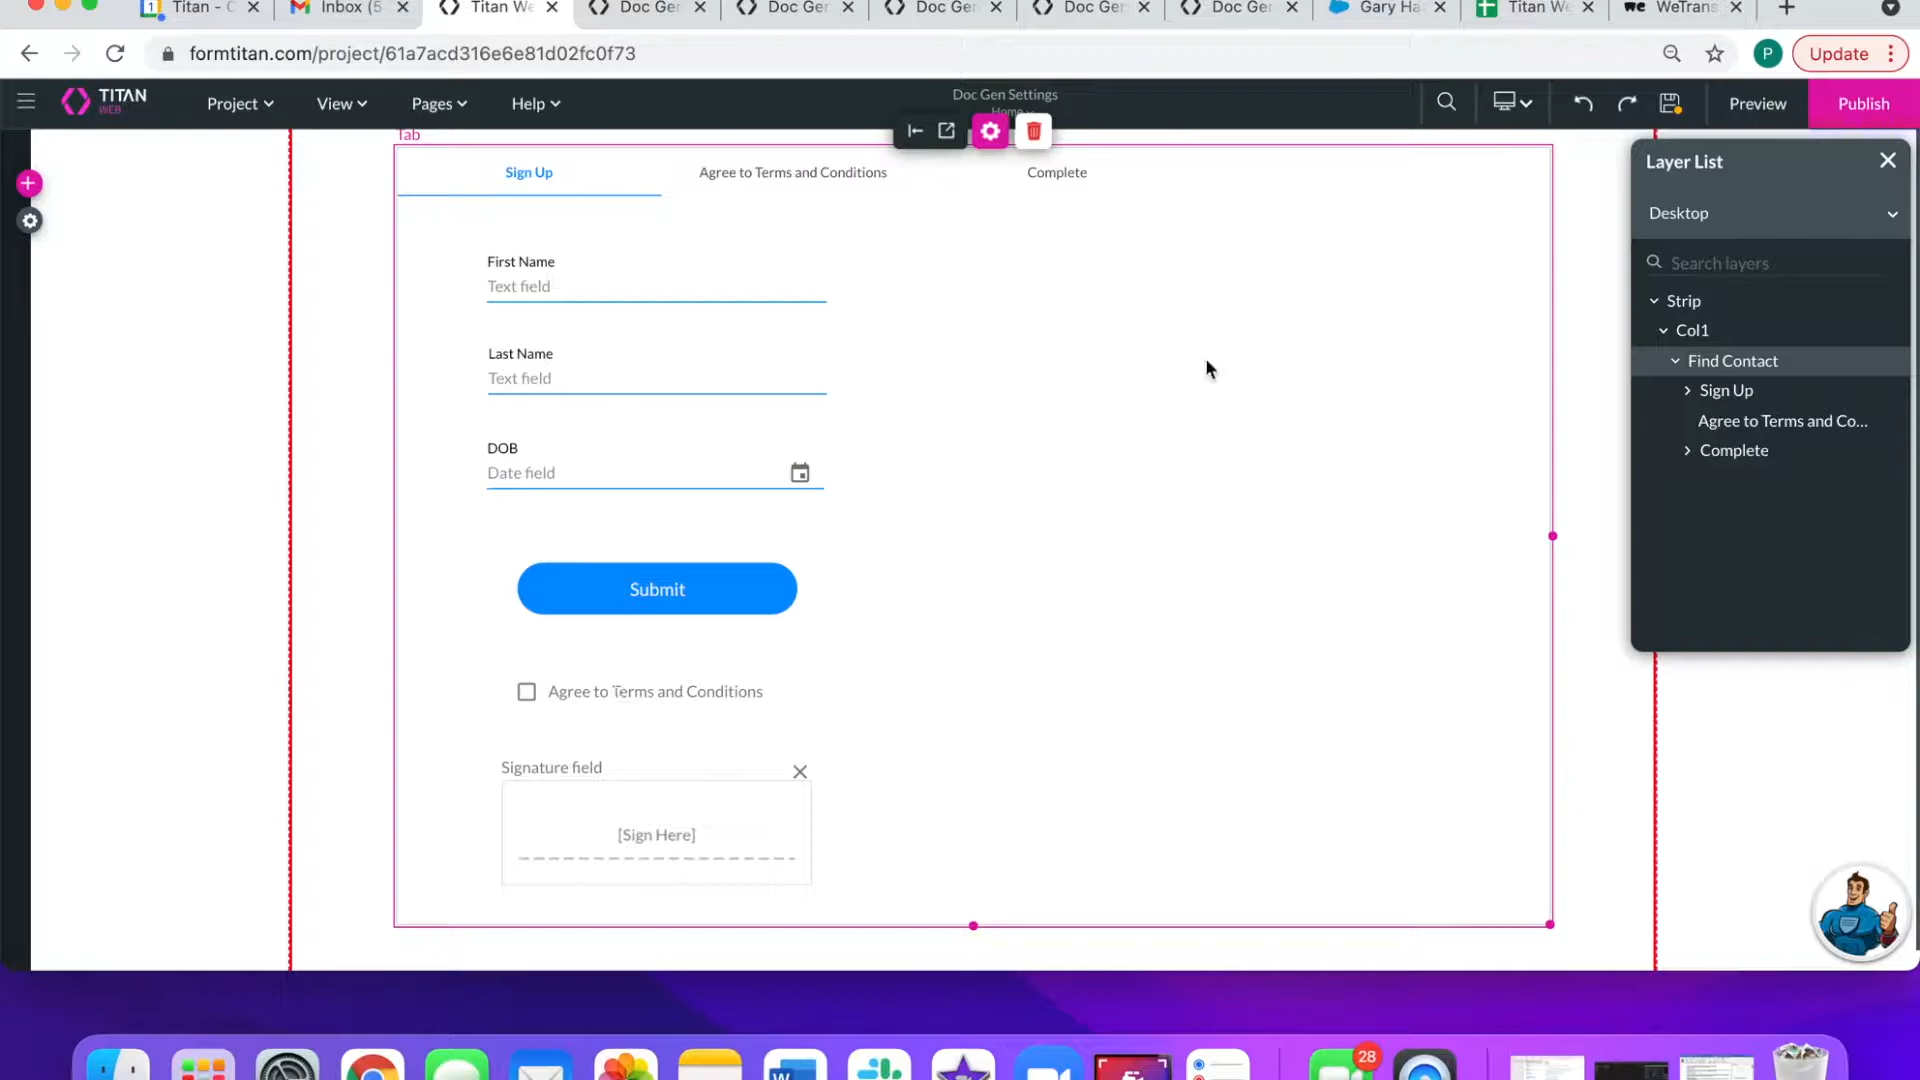 Titan - C
Inbox (5
Titan We
Doc Gen
Doc Ger
Doc Ger
Doc Ger
Doc Ger
Gary Ha
Titan We
WeTrans
formtitan.com/project/61a7acd316e6e81d02fc0f73
P
Update
TITAN
WEB
Project
View
Pages
Help
Doc Gen Settings
Home
Preview
Publish
Tab
Sign Up
Agree to Terms and Conditions
Complete
First Name
Text field
Last Name
Text field
DOB
Date field
Submit
Agree to Terms and Conditions
Signature field
[Sign Here]
Layer List
Desktop
Search layers
Strip
Col1
Find Contact
Sign Up
Agree to Terms and Co...
Complete
W
28